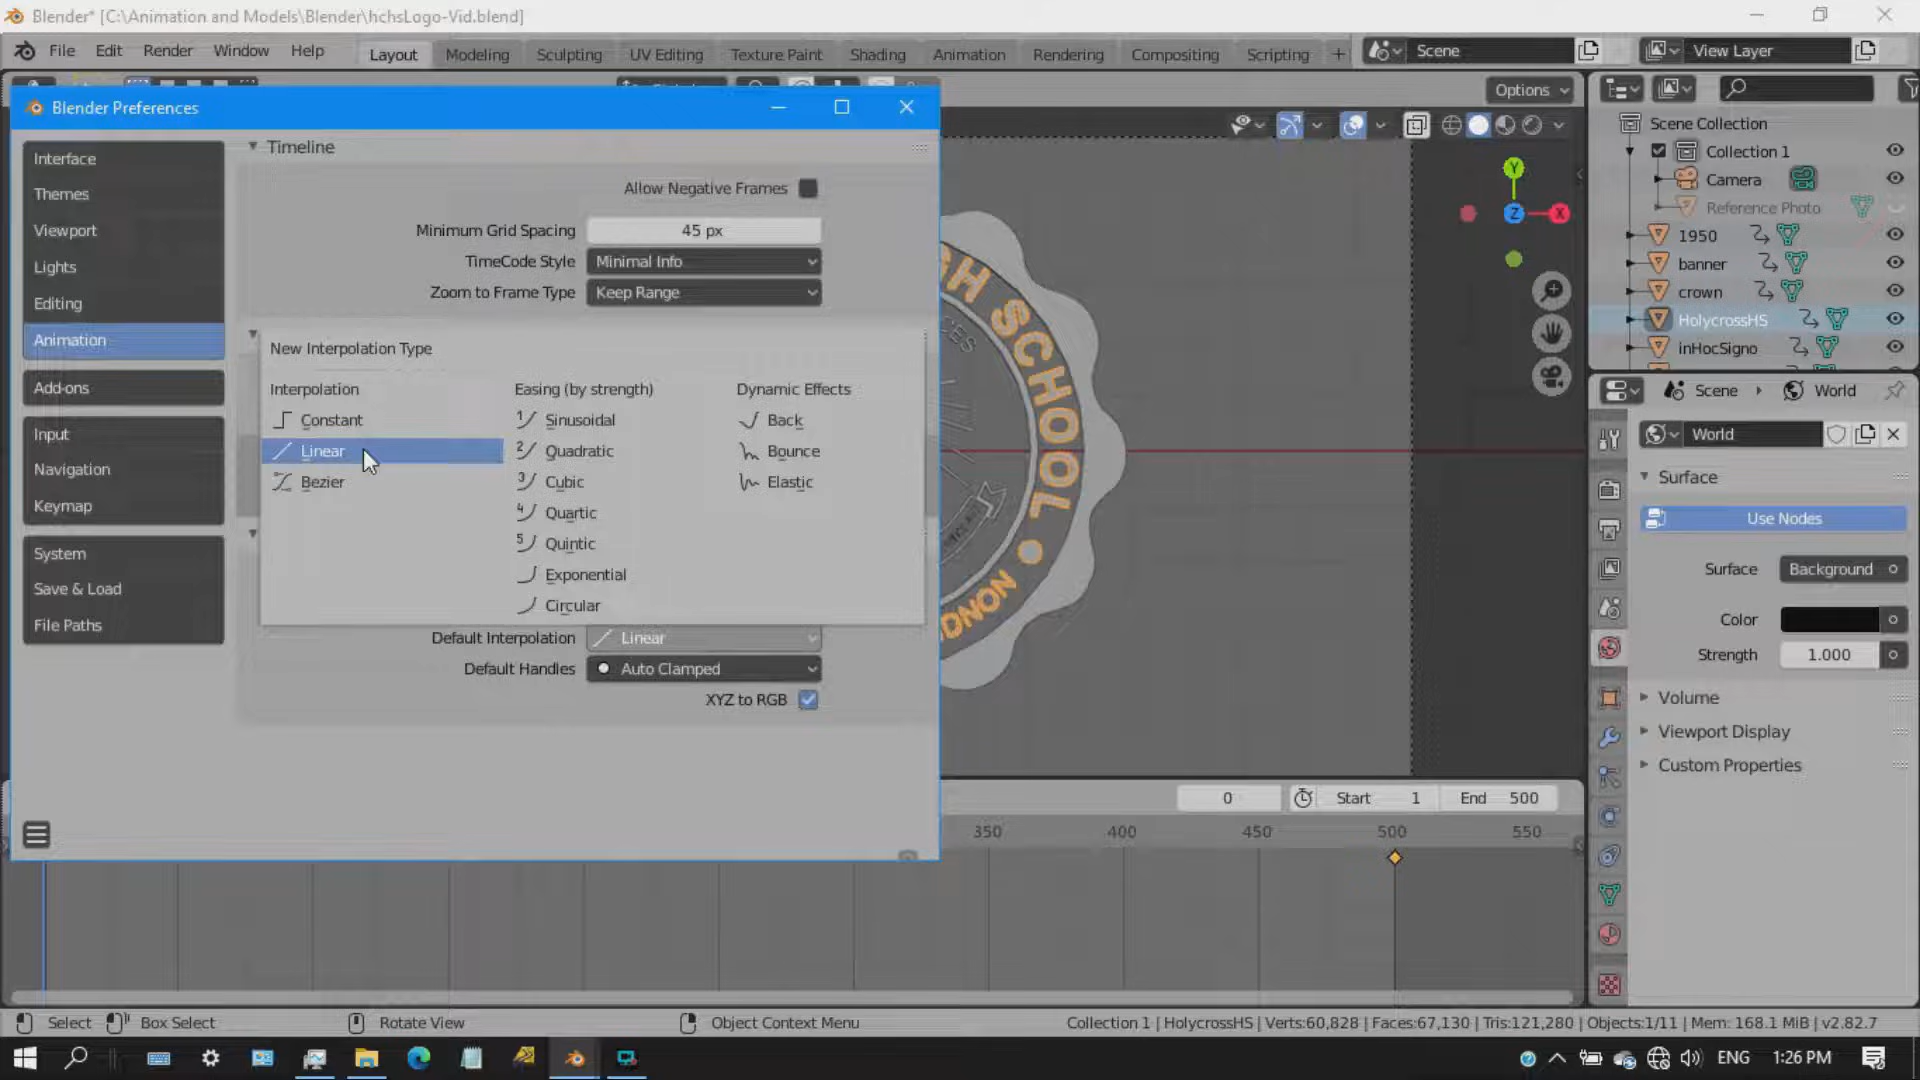 Blender* [C:\Animation and Models\Blender\hchsLogo-Vid.blend]
File Edit Render Window Help Layout Modeling Sculpting UV Editing Texture Paint Shading Animation Rendering Compositing Scripting + Scene View Layer
Options
Blender Preferences
Interface
Themes
Viewport
Lights
Editing
Animation
Add-ons
Input
Navigation
Keymap
System
Save & Load
File Paths
Timeline
Allow Negative Frames
Minimum Grid Spacing 45 px
TimeCode Style Minimal Info
Zoom to Frame Type Keep Range
New Interpolation Type
Interpolation
Constant
Linear
Bezier
Easing (by strength)
1 Sinusoidal
2 Quadratic
3 Cubic
4 Quartic
5 Quintic
Exponential
Circular
Dynamic Effects
Back
Bounce
Elastic
Default Interpolation Linear
Default Handles Auto Clamped
XYZ to RGB
GH SCHOOL
Y
Z X
Scene Collection
Collection 1
Camera
Reference Photo
1950
banner
crown
HolycrossHS
inHocSigno
Scene World
World
Surface
Use Nodes
Surface Background
Color
Strength 1.000
Volume
Viewport Display
Custom Properties
0 Start 1 End 500
350 400 450 500 550
Select Box Select Rotate View Object Context Menu Collection 1 | HolycrossHS | Verts:60,828 | Faces:67,130 | Tris:121,280 | Objects:1/11 | Mem: 168.1 MiB | v2.82.7
ENG 1:26 PM